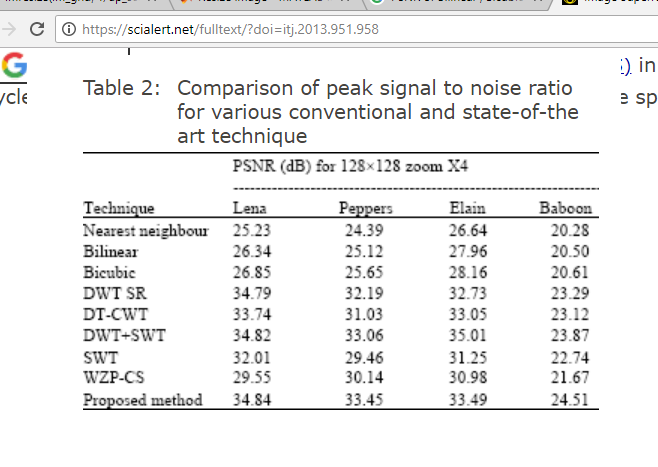 https://scialert.net/fulltext/?doi=itj.2013.951.958
G
:) in
ycle
e sp
Table 2: Comparison of peak signal to noise ratio
for various conventional and state-of-the
art technique
PSNR (dB) for 128×128 zoom X4
Technique Lena Peppers Elain Baboon
Nearest neighbour 25.23 24.39 26.64 20.28
Bilinear 26.34 25.12 27.96 20.50
Bicubic 26.85 25.65 28.16 20.61
DWT SR 34.79 32.19 32.73 23.29
DT-CWT 33.74 31.03 33.05 23.12
DWT+SWT 34.82 33.06 35.01 23.87
SWT 32.01 29.46 31.25 22.74
WZP-CS 29.55 30.14 30.98 21.67
Proposed method 34.84 33.45 33.49 24.51